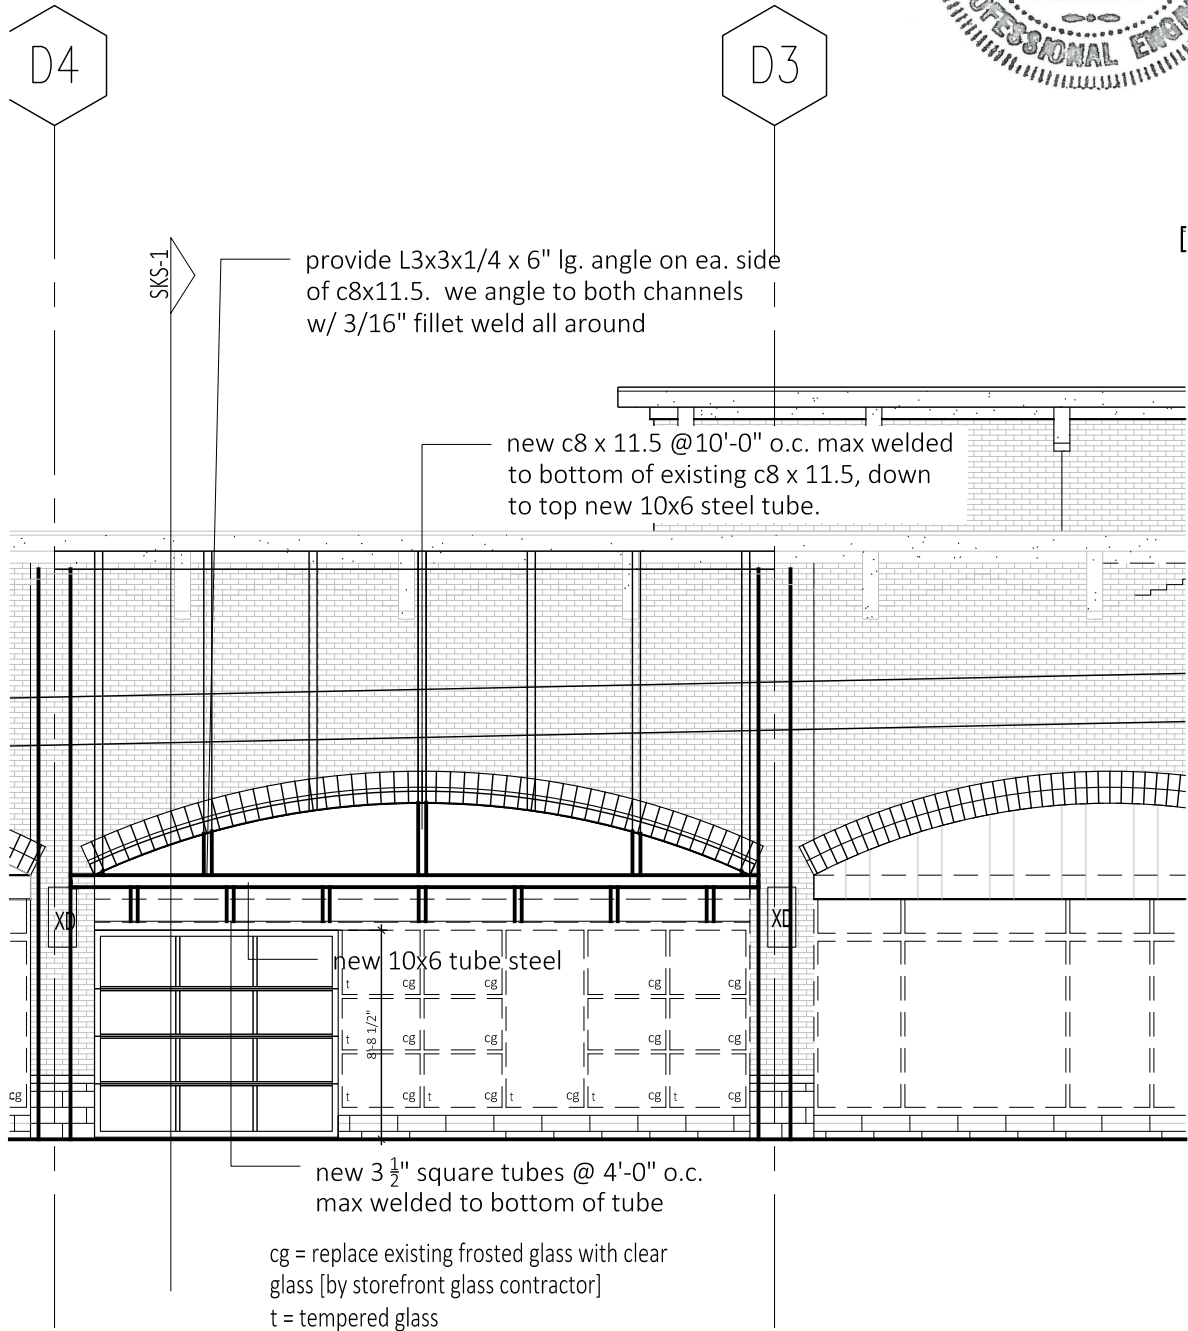 D4
D3
PROFESSIONAL
SKS-1
provide L3x3x1/4 x 6" lg. angle on ea. side
of c8x11.5. we angle to both channels
w/ 3/16" fillet weld all around
new c8 x 11.5 @10'-0" o.c. max welded
to bottom of existing c8 x 11.5, down
to top new 10x6 steel tube.
XD
XD
new 10x6 tube steel
t cg cg cg cg
8'-8 1/2"
t cg cg cg cg
cg t cg t cg t cg t cg t cg
new 3 1/2" square tubes @ 4'-0" o.c.
max welded to bottom of tube
cg = replace existing frosted glass with clear
glass [by storefront glass contractor]
t = tempered glass